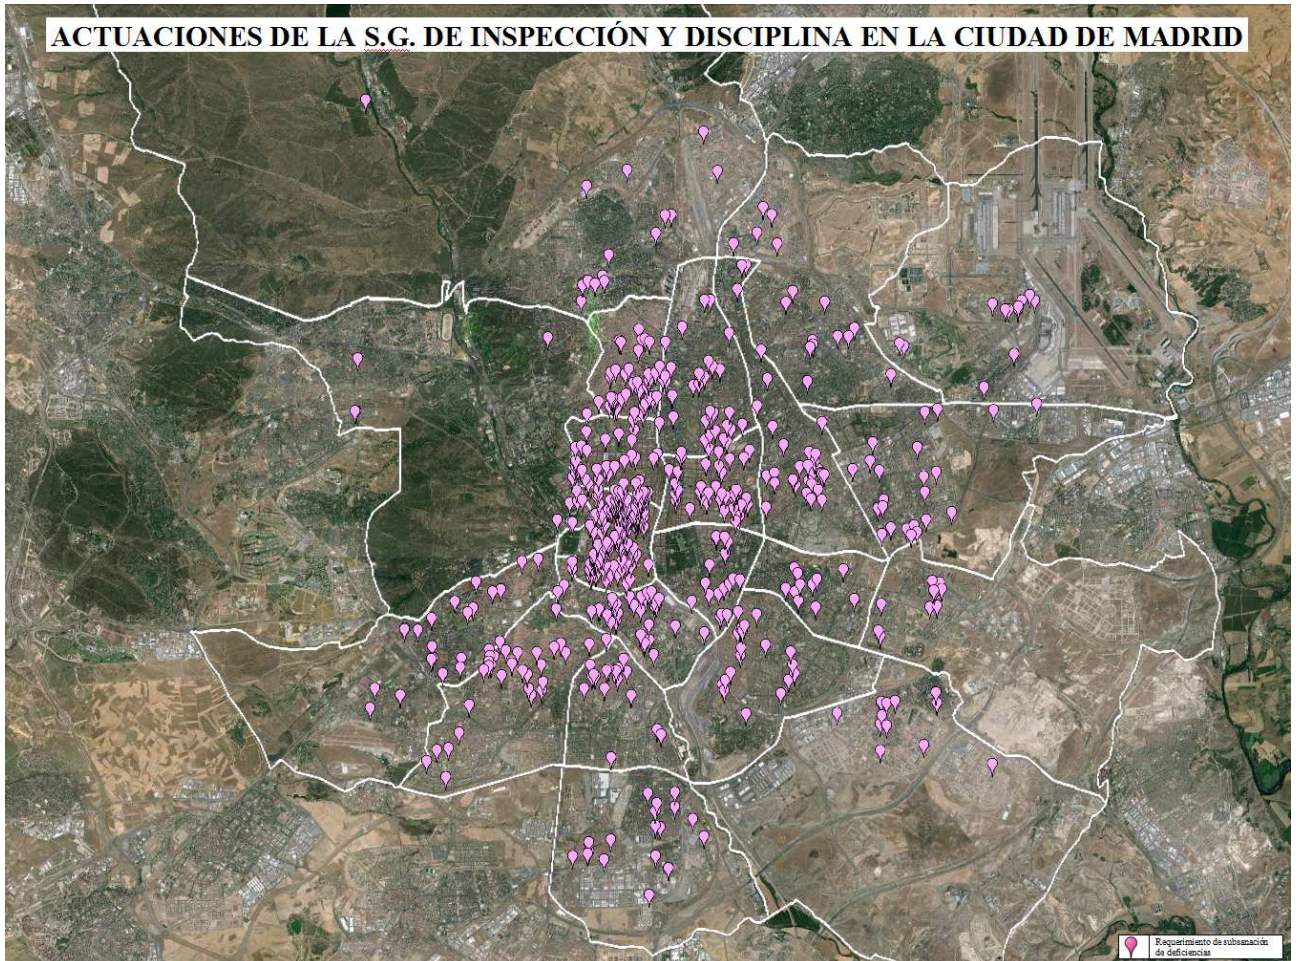 ACTUACIONES DE LA S.G. DE INSPECCIÓN Y DISCIPLINA EN LA CIUDAD DE MADRID
Requerimiento de subsanación
de deficiencias